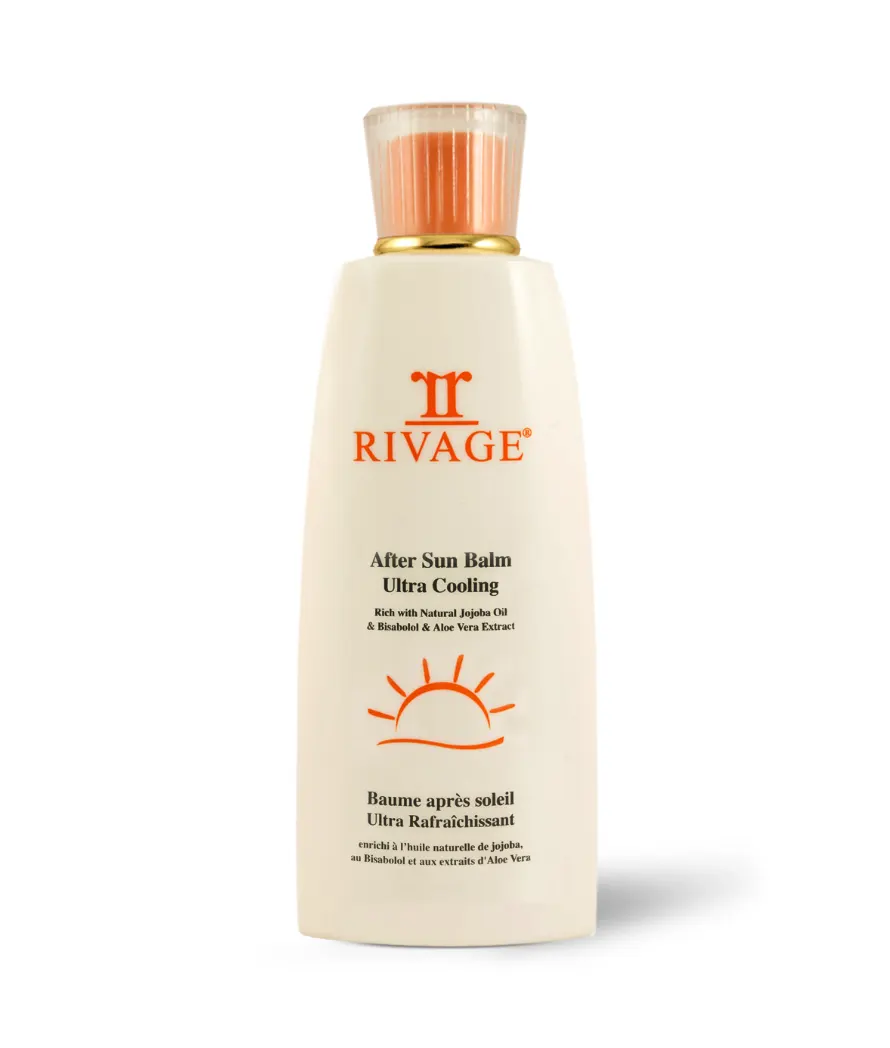 RIVAGE®
After Sun Balm
Ultra Cooling
Rich with Natural Jojoba Oil
& Bisabolol & Aloe Vera Extract
Baume après soleil
Ultra Rafraîchissant
enrichi à l'huile naturelle de jojoba,
au Bisabolol et aux extraits d'Aloe Vera